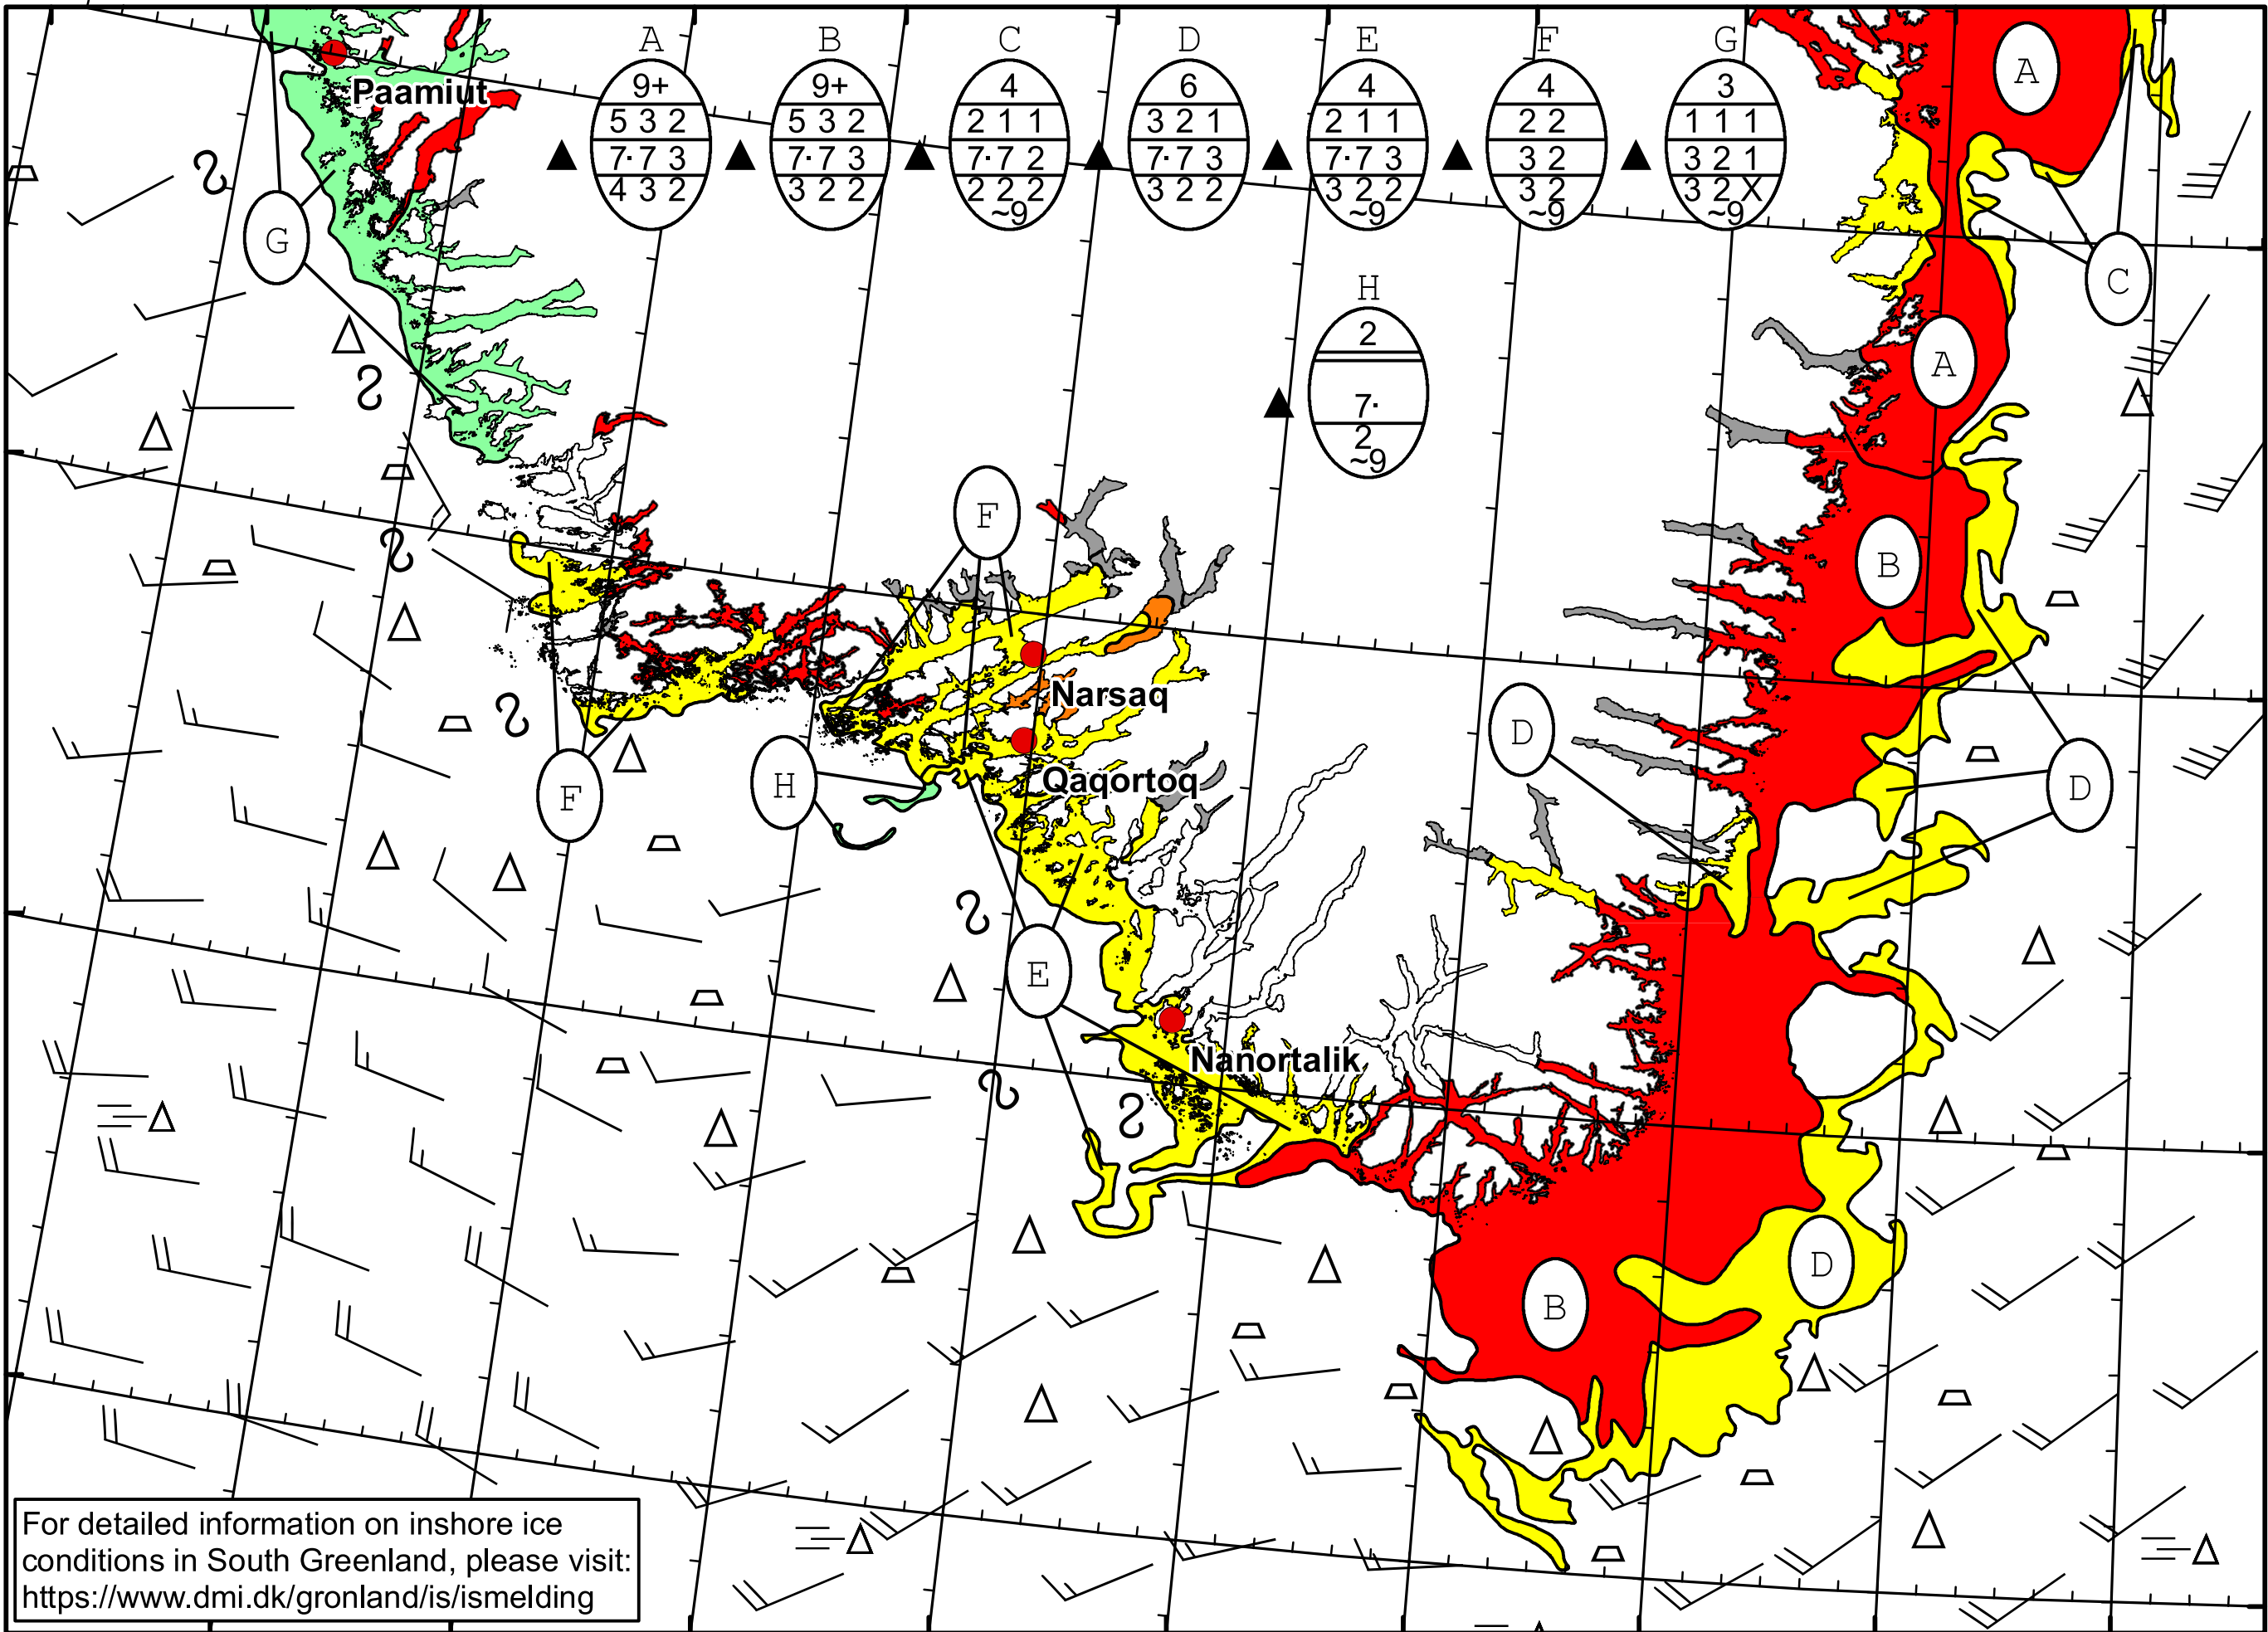 A B C D E F G
9+ 9+ 4 6 4 4 3
5 3 2 5 3 2 2 1 1 3 2 1 2 1 1 2 2 1 1 1
7·7 3 7·7 3 7·7 2 7·7 3 7·7 3 3 2 3 2 1
4 3 2 3 2 2 2 2 2 3 2 2 3 2 2 3 2 3 2 X
~9 ~9 ~9 ~9
A
Paamiut
G
C
H
2
7·
2
~9
A
F
B
Narsaq
D
Qaqortoq
H
F
D
E
Nanortalik
D
B
For detailed information on inshore ice
conditions in South Greenland, please visit:
https://www.dmi.dk/gronland/is/ismelding